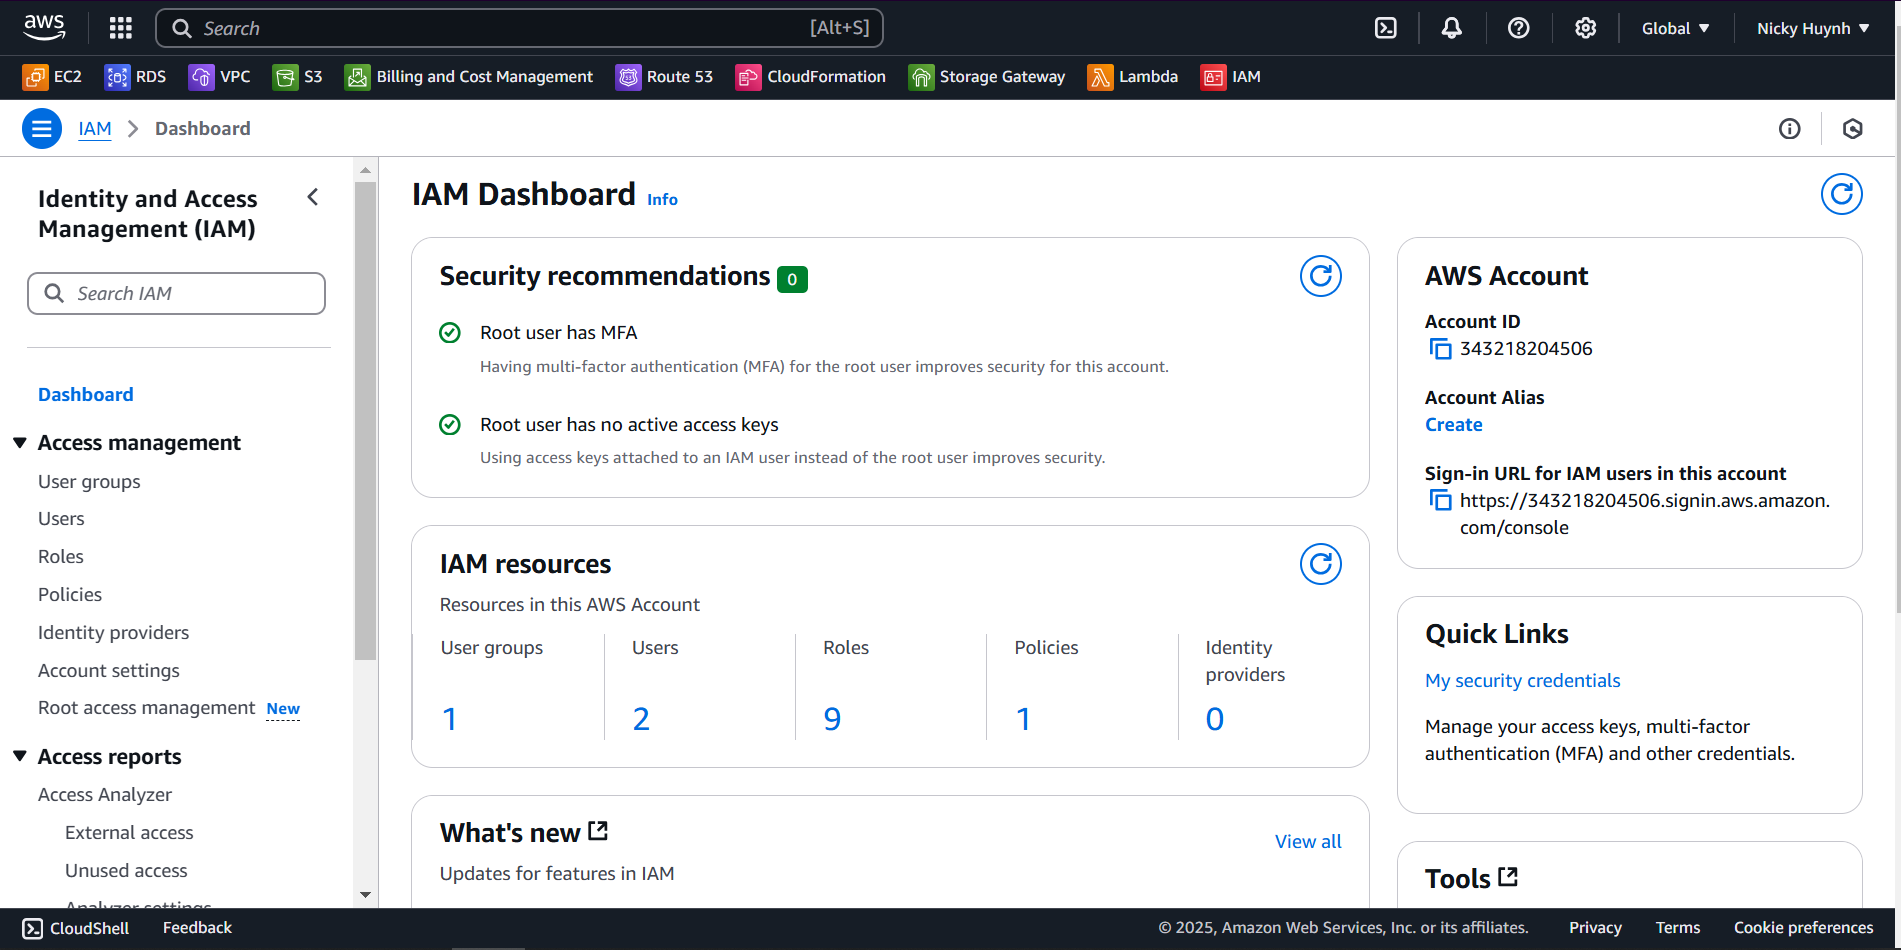 aws
Search
[Alt+S]
Global
Nicky Huynh
EC2
RDS
VPC
S3
Billing and Cost Management
Route 53
CloudFormation
Storage Gateway
Lambda
IAM
IAM
Dashboard
Identity and Access
Management (IAM)
Search IAM
Dashboard
Access management
User groups
Users
Roles
Policies
Identity providers
Account settings
Root access management New
Access reports
Access Analyzer
External access
Unused access
Analyzer settings
IAM Dashboard Info
Security recommendations 0
Root user has MFA
Having multi-factor authentication (MFA) for the root user improves security for this account.
Root user has no active access keys
Using access keys attached to an IAM user instead of the root user improves security.
IAM resources
Resources in this AWS Account
User groups
1
Users
2
Roles
9
Policies
1
Identity
providers
0
What's new
View all
Updates for features in IAM
AWS Account
Account ID
343218204506
Account Alias
Create
Sign-in URL for IAM users in this account
https://343218204506.signin.aws.amazon.
com/console
Quick Links
My security credentials
Manage your access keys, multi-factor
authentication (MFA) and other credentials.
Tools
CloudShell
Feedback
© 2025, Amazon Web Services, Inc. or its affiliates.
Privacy
Terms
Cookie preferences